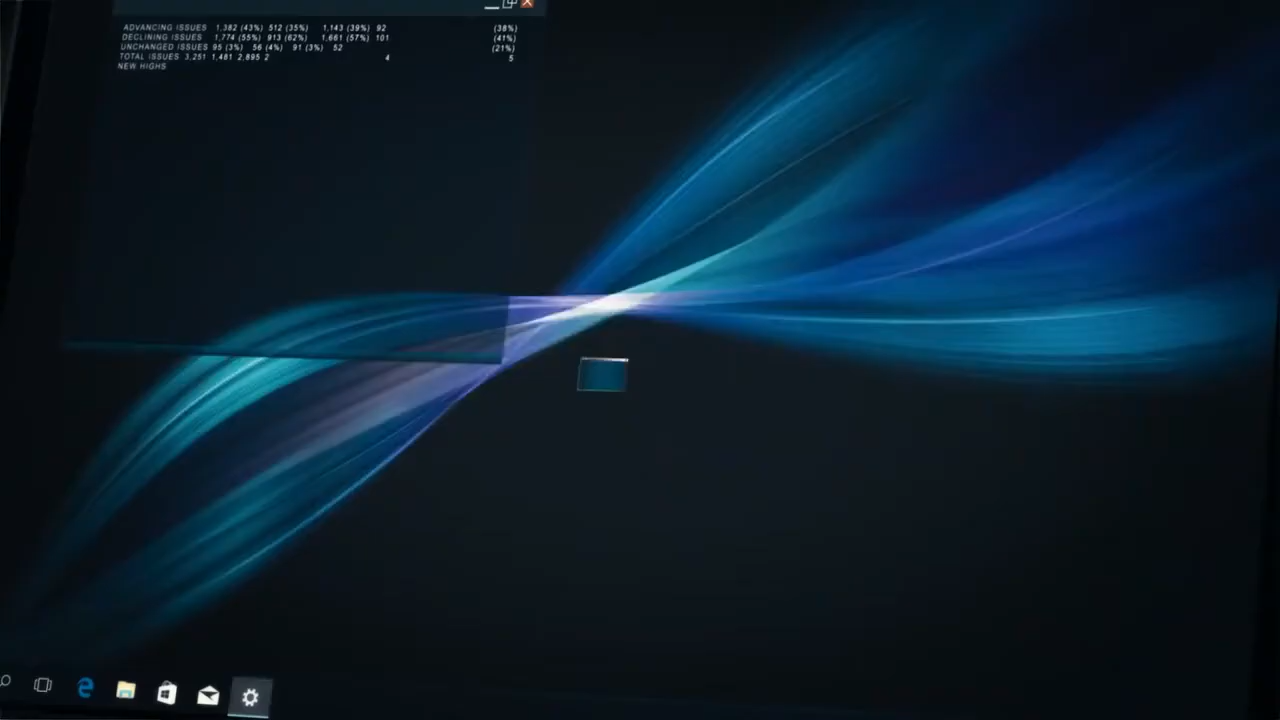 ADVANCING ISSUES 1,382 (43%) 512 (35%) 1,143 (39%) 92 (38%)
DECLINING ISSUES 1,774 (55%) 913 (62%) 1,661 (57%) 101 (41%)
UNCHANGED ISSUES 95 (3%) 56 (4%) 91 (3%) 52 (21%)
TOTAL ISSUES 3,251 1,481 2,895 2 4 5
NEW HIGHS